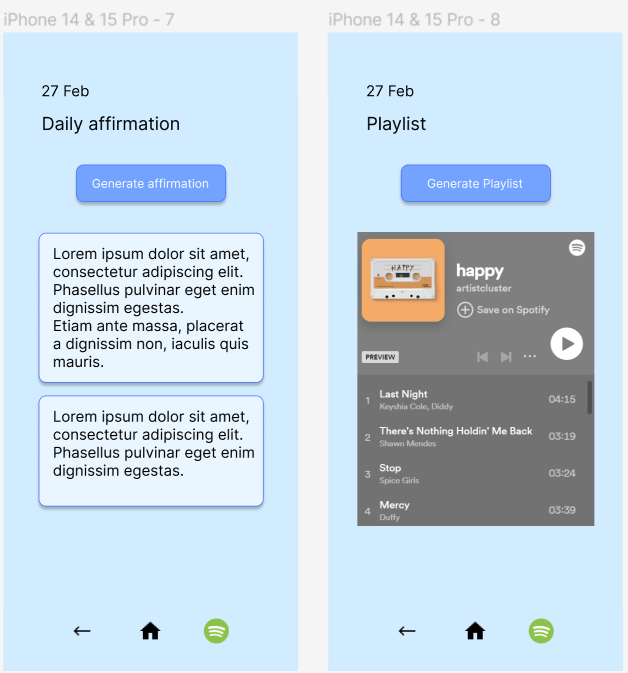 iPhone 14 & 15 Pro - 7
27 Feb
Daily affirmation
Generate affirmation
Lorem ipsum dolor sit amet,
consectetur adipiscing elit.
Phasellus pulvinar eget enim
dignissim egestas.
Etiam ante massa, placerat
a dignissim non, iaculis quis
mauris.
Lorem ipsum dolor sit amet,
consectetur adipiscing elit.
Phasellus pulvinar eget enim
dignissim egestas.
iPhone 14 & 15 Pro - 8
27 Feb
Playlist
Generate Playlist
HAPPY
happy
artistcluster
Save on Spotify
PREVIEW
1 Last Night 04:15
Keyshia Cole, Diddy
2 There's Nothing Holdin' Me Back 03:19
Shawn Mendes
3 Stop 03:24
Spice Girls
4 Mercy 03:39
Duffy